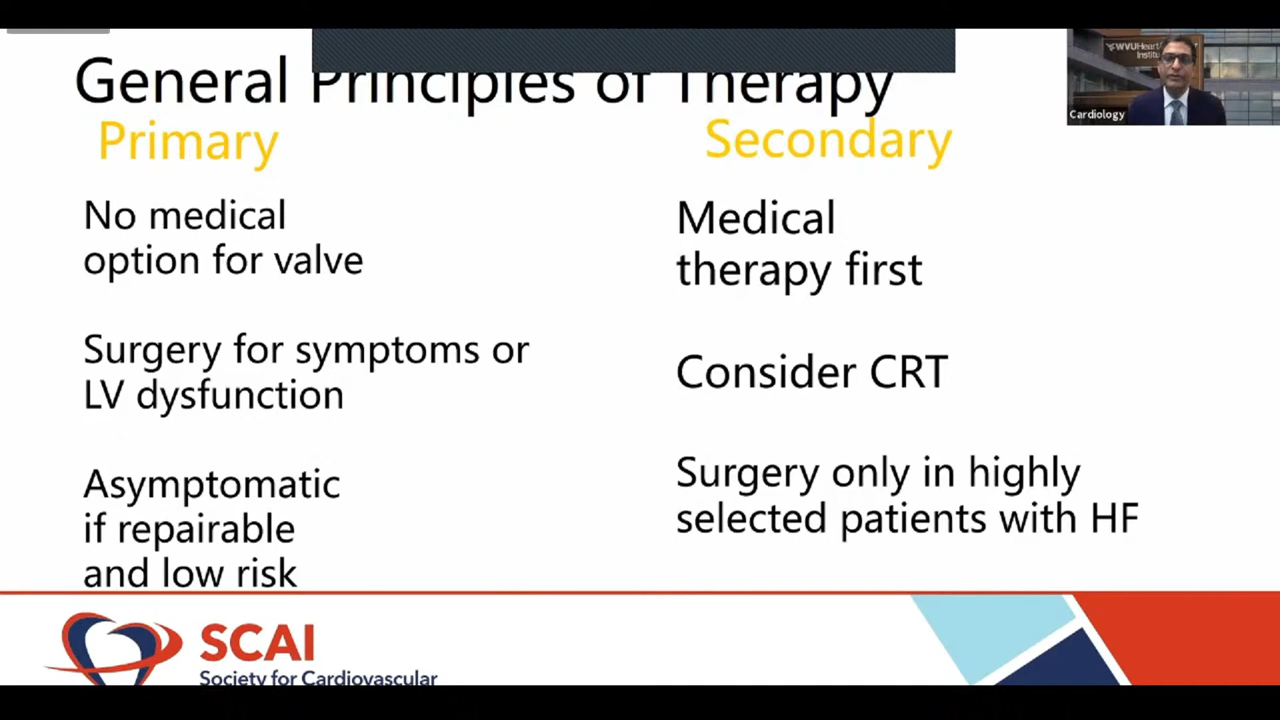 General Principles of Therapy
Primary
Secondary
No medical
option for valve
Surgery for symptoms or
LV dysfunction
Asymptomatic
if repairable
and low risk
Medical
therapy first
Consider CRT
Surgery only in highly
selected patients with HF
WVUHeart
Institu
Cardiology
SCAI
Society for Cardiovascular